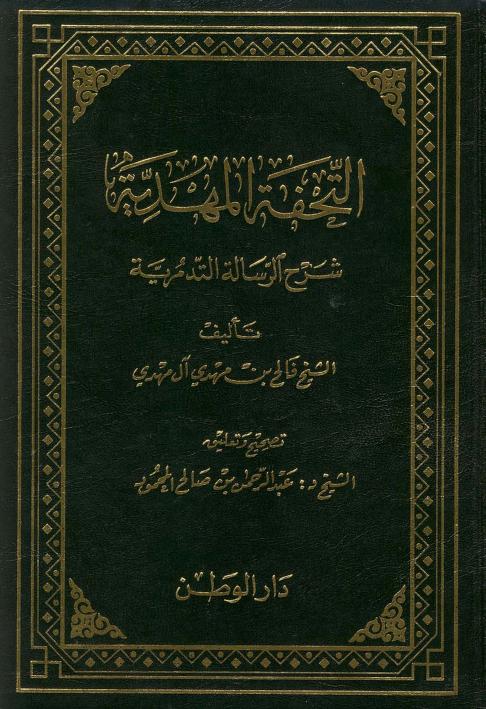 التحفة المهدية
شرح الرسالة التدمرية
تأليف
الشيخ فالح بن مهدي آل مهدي
تصحيح وتعليق
الشيخ د: عبد الرحمن بن صالح المحمود
دار الوطن